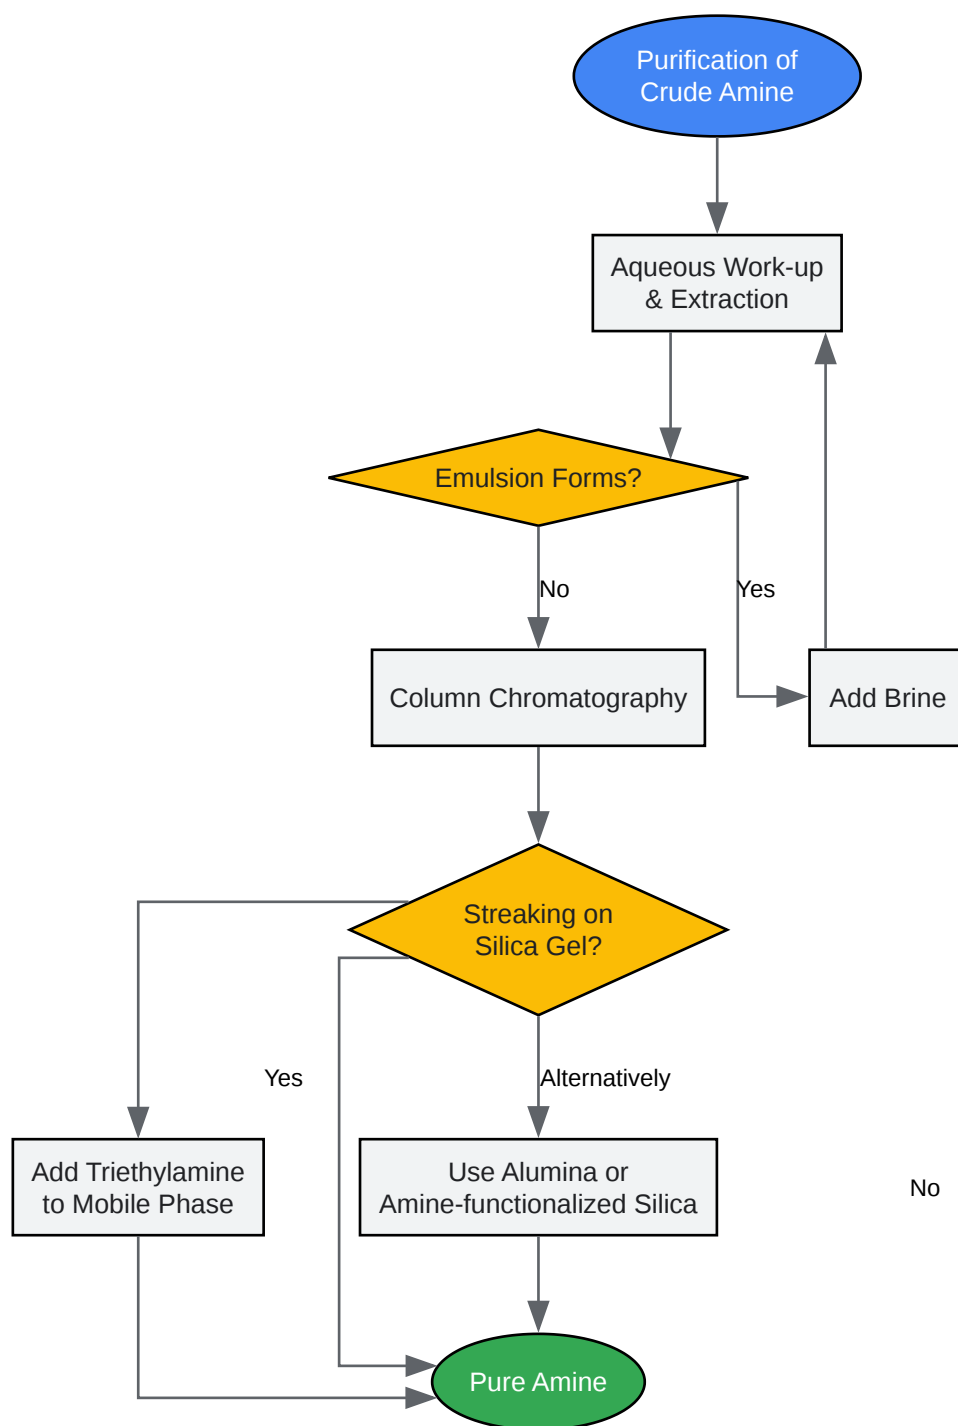 Purification of
Crude Amine
Aqueous Work-up
& Extraction
Emulsion Forms?
No
Yes
Column Chromatography
Add Brine
Streaking on
Silica Gel?
Yes
Alternatively
Add Triethylamine
to Mobile Phase
Use Alumina or
Amine-functionalized Silica
No
Pure Amine